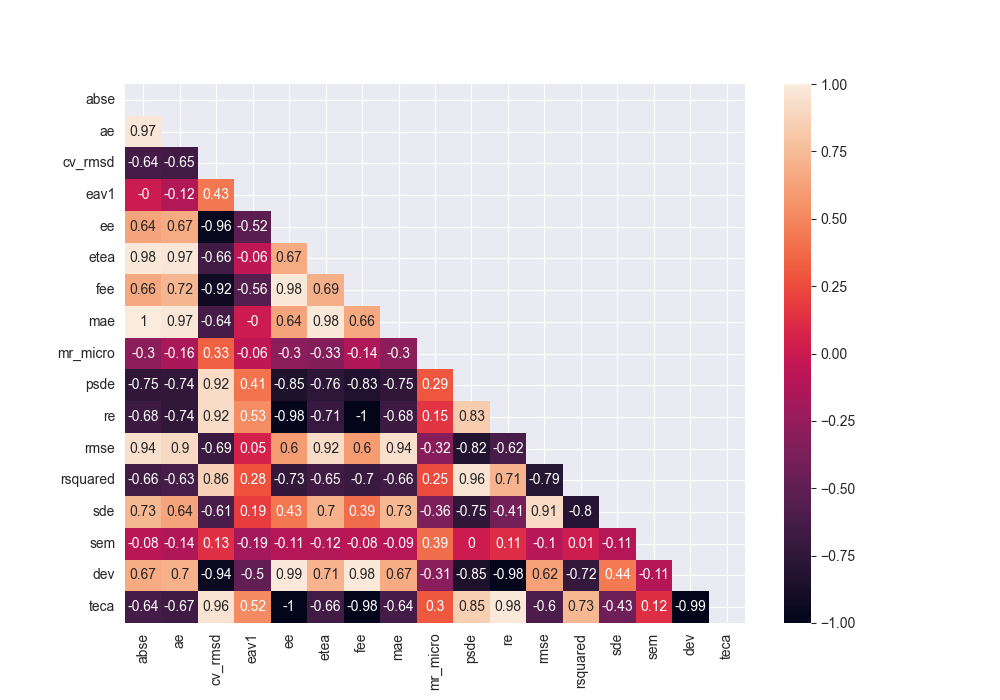 abse
ae 0.97
cv_rmsd -0.64 -0.65
eav1 -0 -0.12 0.43
ee 0.64 0.67 -0.96 -0.52
etea 0.98 0.97 -0.66 -0.06 0.67
fee 0.66 0.72 -0.92 -0.56 0.98 0.69
mae 1 0.97 -0.64 -0 0.64 0.98 0.66
mr_micro -0.3 -0.16 0.33 -0.06 -0.3 -0.33 -0.14 -0.3
psde -0.75 -0.74 0.92 0.41 -0.85 -0.76 -0.83 -0.75 0.29
re -0.68 -0.74 0.92 0.53 -0.98 -0.71 -1 -0.68 0.15 0.83
rmse 0.94 0.9 -0.69 0.05 0.6 0.92 0.6 0.94 -0.32 -0.82 -0.62
rsquared -0.66 -0.63 0.86 0.28 -0.73 -0.65 -0.7 -0.66 0.25 0.96 0.71 -0.79
sde 0.73 0.64 -0.61 0.19 0.43 0.7 0.39 0.73 -0.36 -0.75 -0.41 0.91 -0.8
sem -0.08 -0.14 0.13 -0.19 -0.11 -0.12 -0.08 -0.09 0.39 0 0.11 -0.1 0.01 -0.11
dev 0.67 0.7 -0.94 -0.5 0.99 0.71 0.98 0.67 -0.31 -0.85 -0.98 0.62 -0.72 0.44 -0.11
teca -0.64 -0.67 0.96 0.52 -1 -0.66 -0.98 -0.64 0.3 0.85 0.98 -0.6 0.73 -0.43 0.12 -0.99
abse ae cv_rmsd eav1 ee etea fee mae mr_micro psde re rmse rsquared sde sem dev teca
1.00
0.75
0.50
0.25
0.00
−0.25
−0.50
−0.75
−1.00